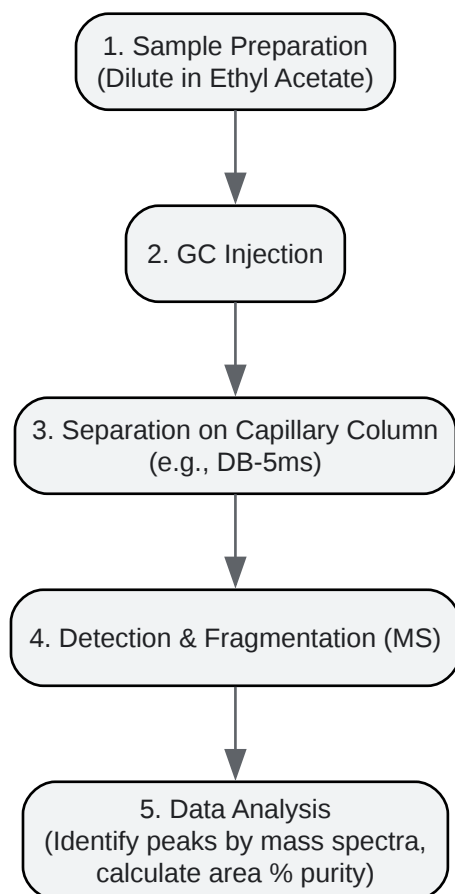 1. Sample Preparation
(Dilute in Ethyl Acetate)
2. GC Injection
3. Separation on Capillary Column
(e.g., DB-5ms)
4. Detection & Fragmentation (MS)
5. Data Analysis
(Identify peaks by mass spectra,
calculate area % purity)